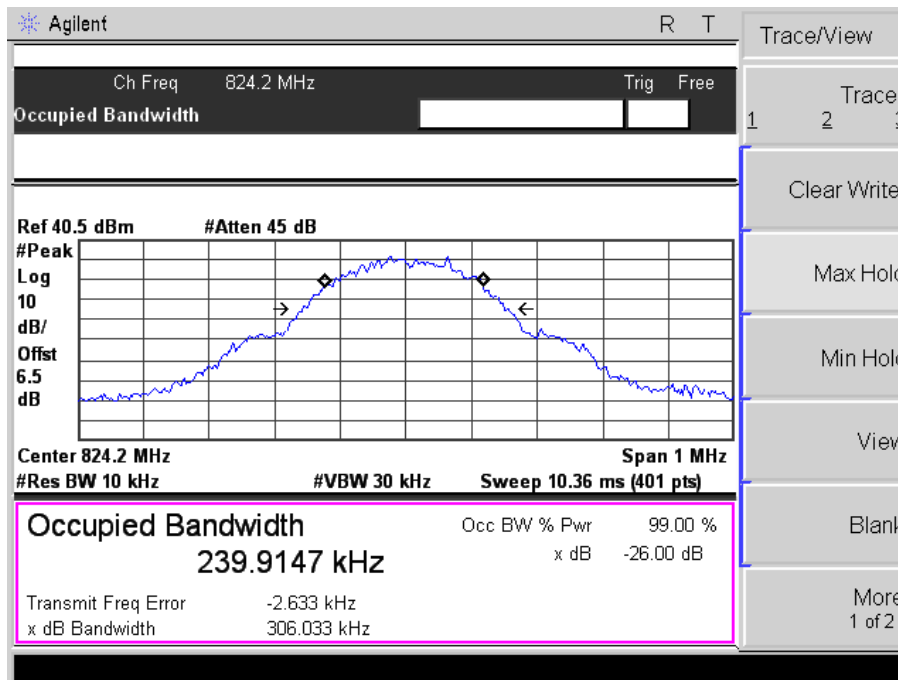 Agilent R T
Ch Freq 824.2 MHz Trig Free
Occupied Bandwidth
Ref 40.5 dBm #Atten 45 dB
#Peak
Log
10
dB/
Offst
6.5
dB
Center 824.2 MHz Span 1 MHz
#Res BW 10 kHz #VBW 30 kHz Sweep 10.36 ms (401 pts)
Occupied Bandwidth Occ BW % Pwr 99.00 %
239.9147 kHz x dB -26.00 dB
Transmit Freq Error -2.633 kHz
x dB Bandwidth 306.033 kHz
Trace/View
Trace
1 2
Clear Write
Max Hold
Min Hold
View
Blank
More
1 of 2